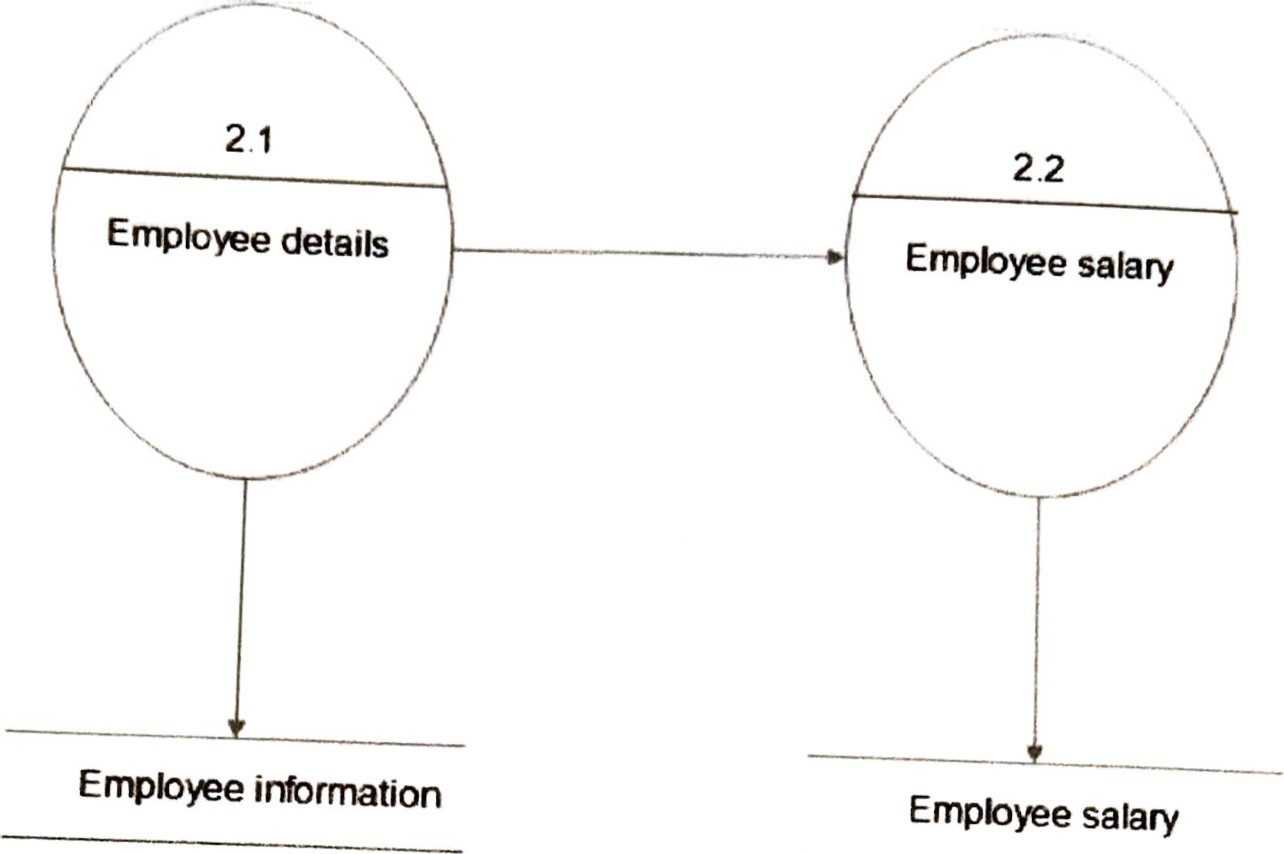 2.1
Employee details
2.2
Employee salary
Employee information
Employee salary